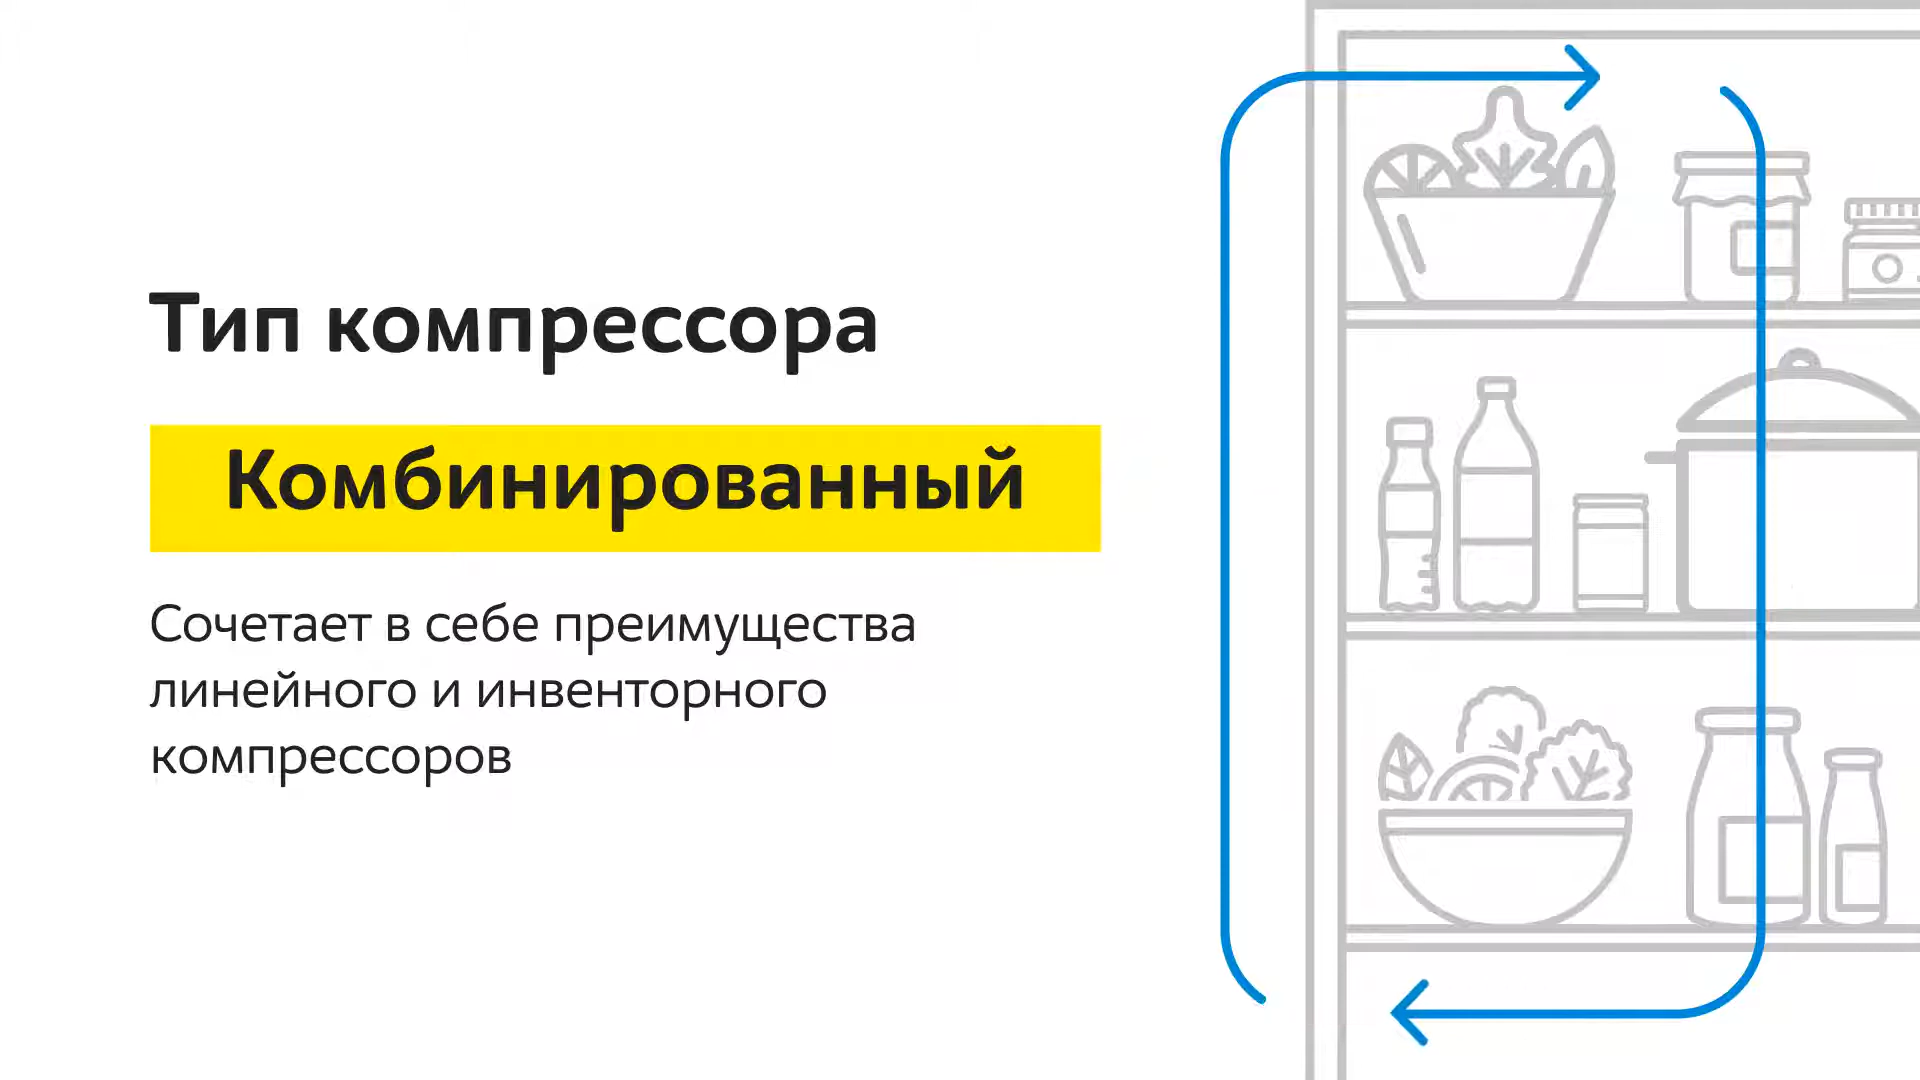 Тип компрессора
Комбинированный
Сочетает в себе преимущества
линейного и инвенторного
компрессоров